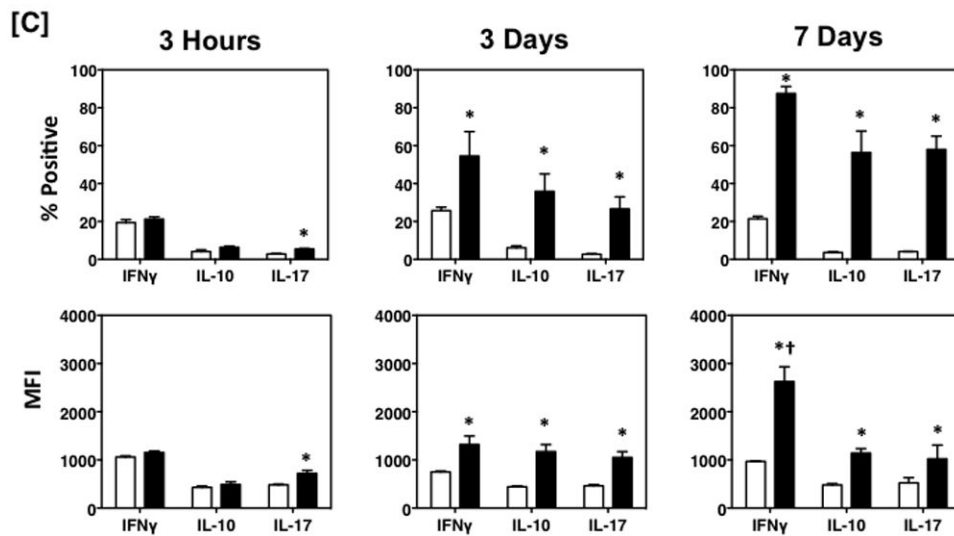 [C]
3 Hours
3 Days
7 Days
% Positive
100
80
60
40
20
0
*
IFNγ IL-10 IL-17
100
80
60
40
20
0
* * *
IFNγ IL-10 IL-17
100
80
60
40
20
0
* * *
IFNγ IL-10 IL-17
MFI
4000
3000
2000
1000
0
*
IFNγ IL-10 IL-17
4000
3000
2000
1000
0
* * *
IFNγ IL-10 IL-17
4000
3000
2000
1000
0
*† * *
IFNγ IL-10 IL-17